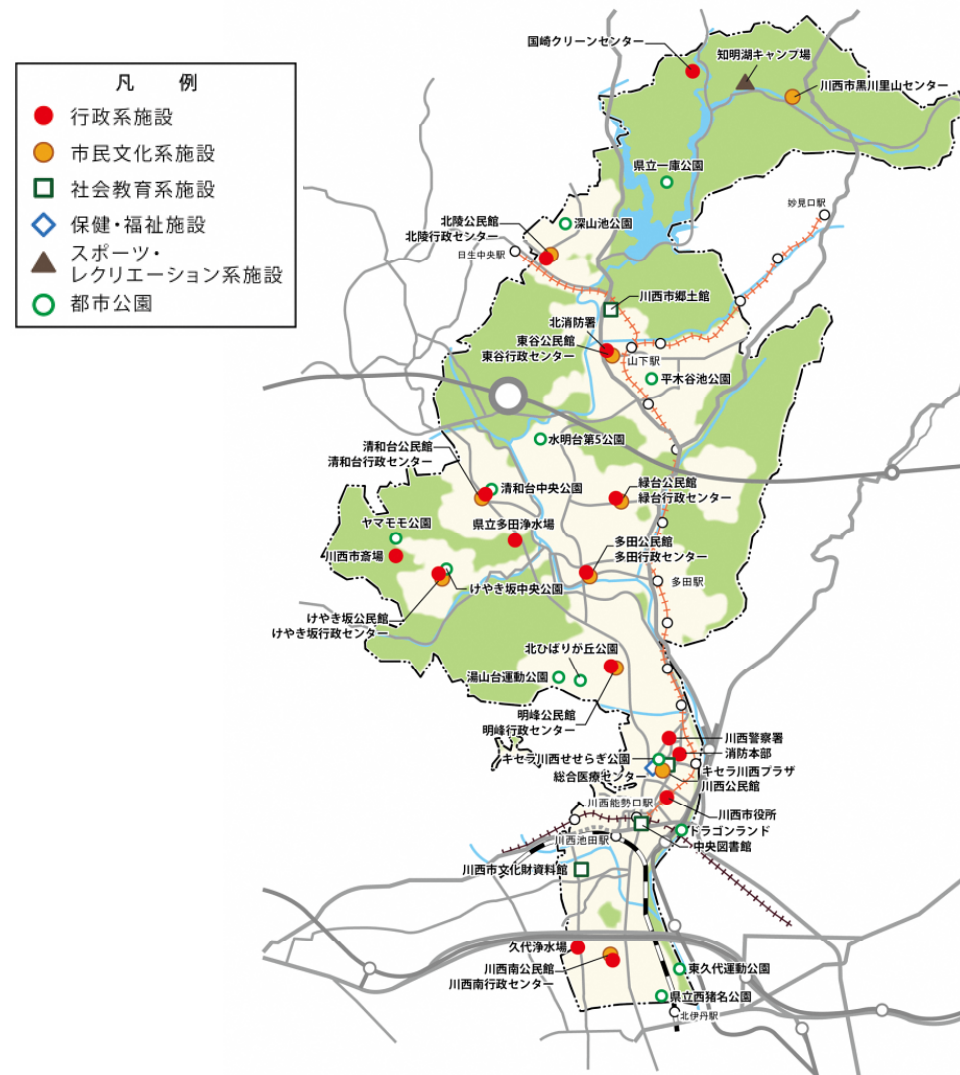 凡　例
行政系施設
市民文化系施設
社会教育系施設
保健・福祉施設
スポーツ・
レクリエーション系施設
都市公園
国崎クリーンセンター
知明湖キャンプ場
川西市黒川里山センター
県立一庫公園
妙見口駅
北陵公民館
北陵行政センター
深山池公園
日生中央駅
川西市郷土館
北消防署
東谷公民館
東谷行政センター
山下駅
平木谷池公園
水明台第5公園
清和台公民館
清和台行政センター
清和台中央公園
緑台公民館
緑台行政センター
ヤマモモ公園
県立多田浄水場
川西市斎場
多田公民館
多田行政センター
多田駅
けやき坂中央公園
けやき坂公民館
けやき坂行政センター
北ひばりが丘公園
湯山台運動公園
明峰公民館
明峰行政センター
川西警察署
消防本部
キセラ川西せせらぎ公園
総合医療センター
キセラ川西プラザ
川西公民館
川西能勢口駅
川西市役所
ドラゴンランド
川西池田駅
中央図書館
川西市文化財資料館
久代浄水場
川西南公民館
川西南行政センター
東久代運動公園
県立西猪名公園
北伊丹駅